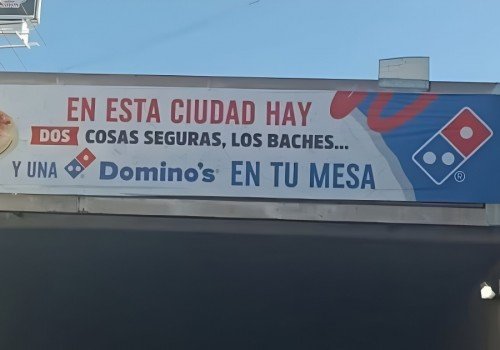 EN ESTA CIUDAD HAY
DOS COSAS SEGURAS, LOS BACHES...
Y UNA Domino's® EN TU MESA
®